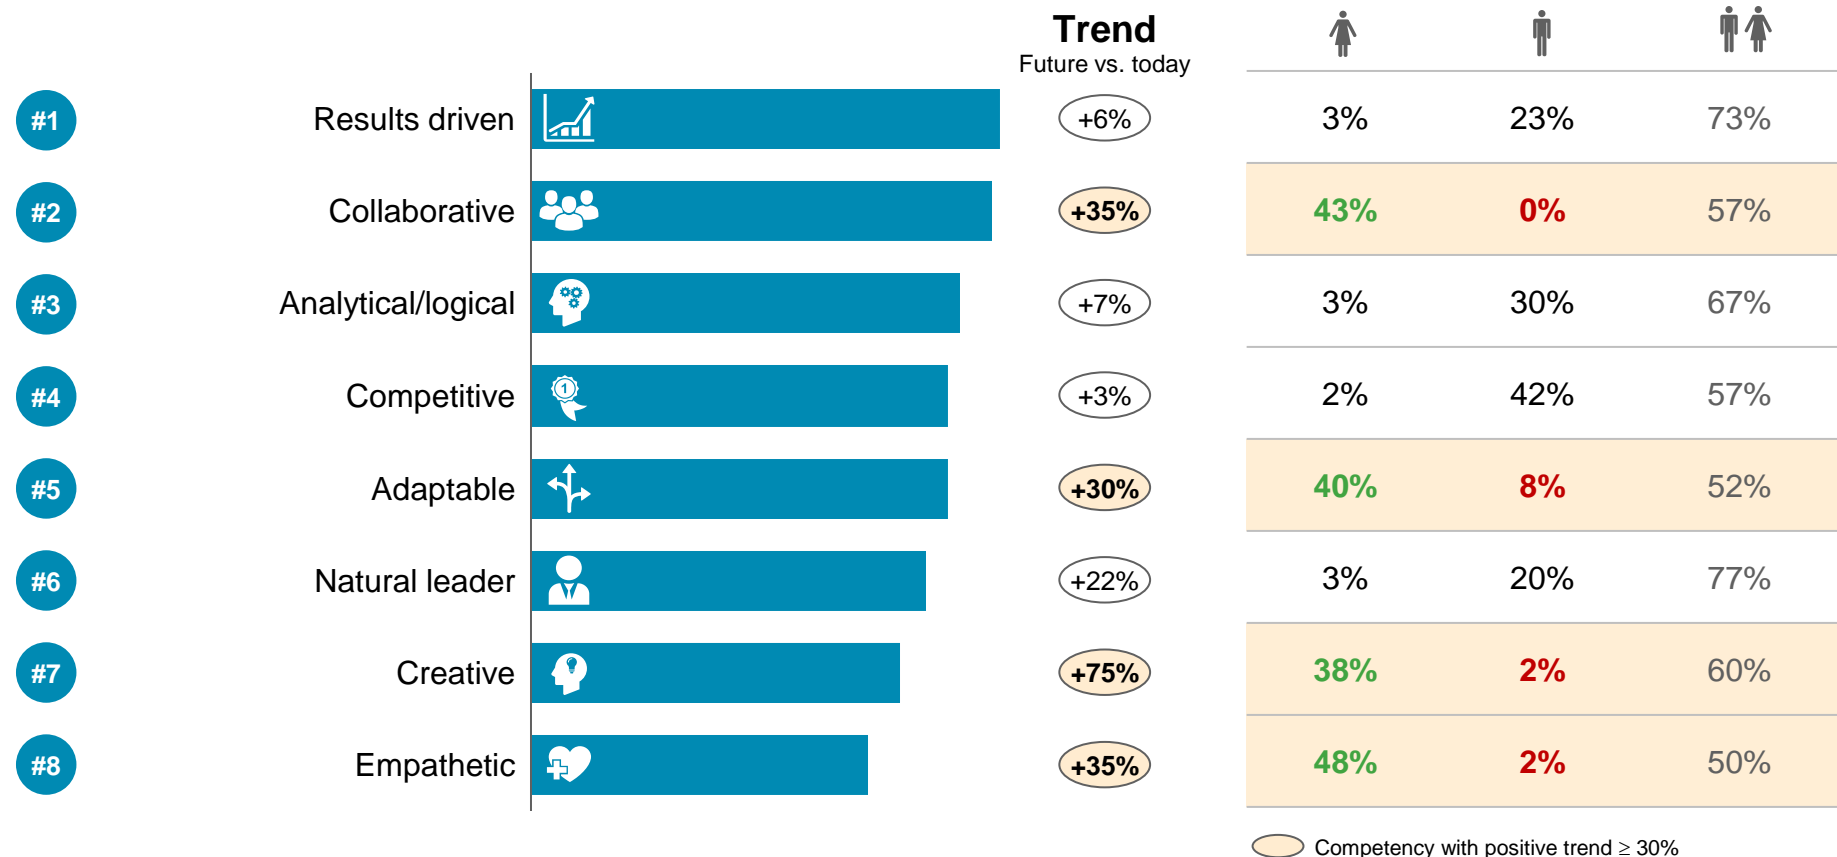 Trend
Future vs. today
#1 Results driven +6% 3% 23% 73%
#2 Collaborative +35% 43% 0% 57%
#3 Analytical/logical +7% 3% 30% 67%
#4 Competitive 1 +3% 2% 42% 57%
#5 Adaptable +30% 40% 8% 52%
#6 Natural leader +22% 3% 20% 77%
#7 Creative +75% 38% 2% 60%
#8 Empathetic +35% 48% 2% 50%
Competency with positive trend ≥ 30%